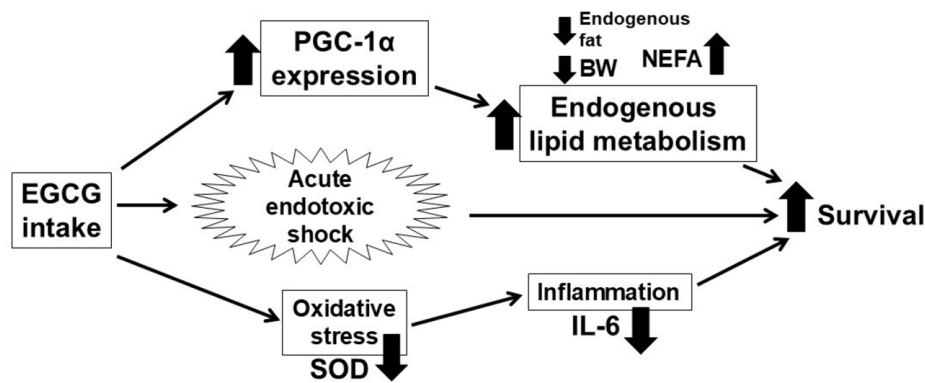 PGC-1α
expression
Endogenous
fat
BW
NEFA
Endogenous
lipid metabolism
EGCG
intake
Acute
endotoxic
shock
Survival
Oxidative
stress
SOD
Inflammation
IL-6